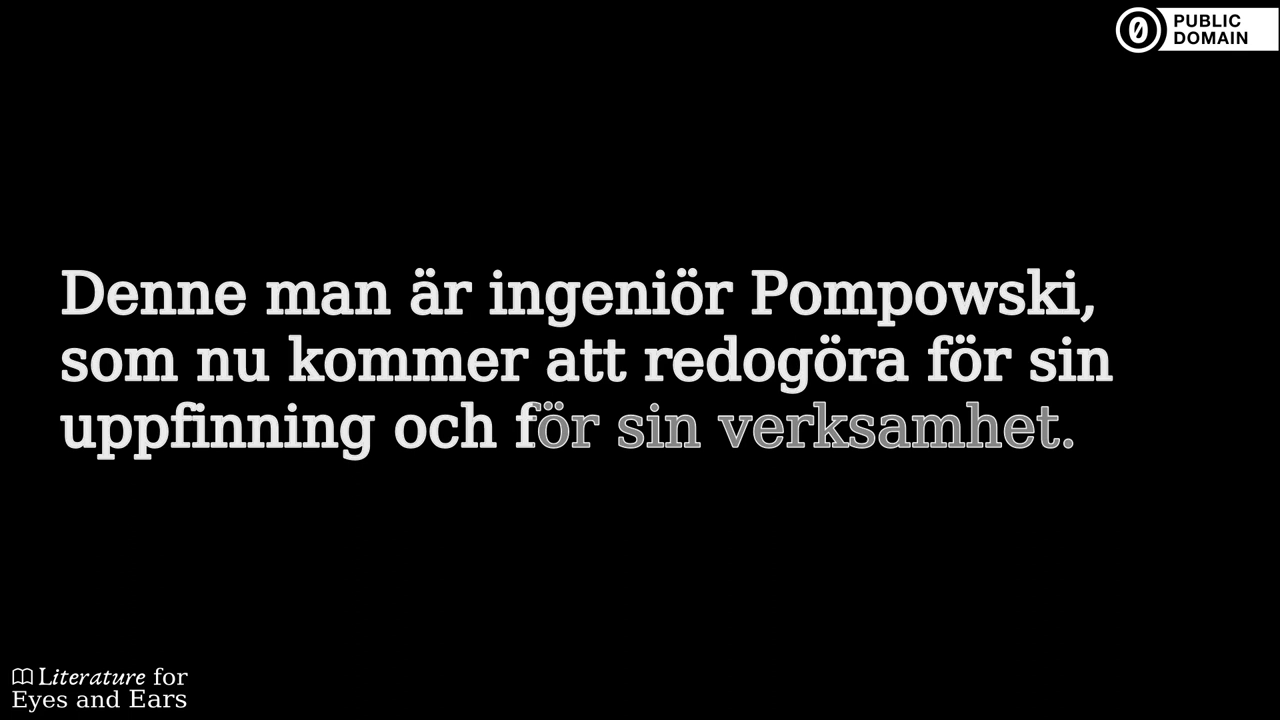 PUBLIC
DOMAIN
Denne man är ingeniör Pompowski,
som nu kommer att redogöra för sin
uppfinning och för sin verksamhet.
Literature for
Eyes and Ears